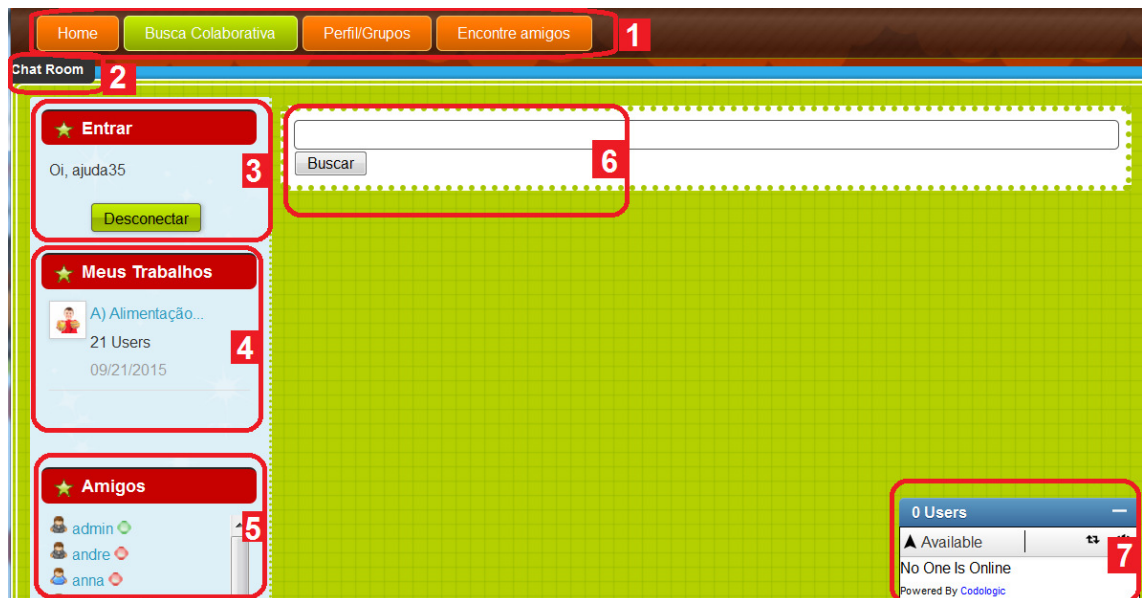 Home Busca Colaborativa Perfil/Grupos Encontre amigos 1
Chat Room 2
Entrar
Oi, ajuda35 3
Desconectar
Buscar 6
Meus Trabalhos
A) Alimentação...
21 Users 4
09/21/2015
Amigos
admin
andre 5
anna
0 Users
Available
No One Is Online 7
Powered By Codologic